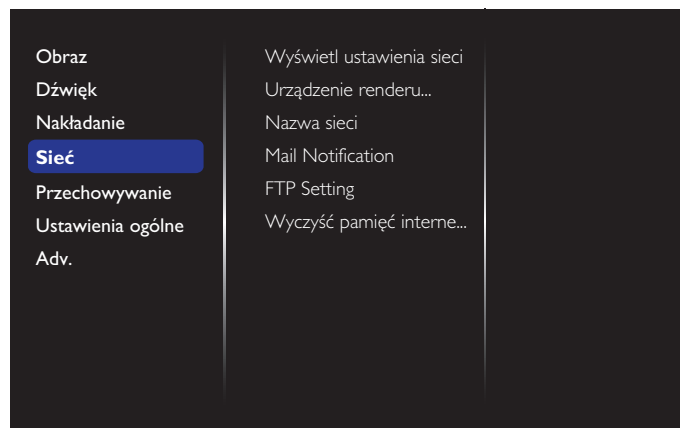 Obraz
Dźwięk
Nakładanie
Sieć
Przechowywanie
Ustawienia ogólne
Adv.
Wyświetl ustawienia sieci
Urządzenie renderu...
Nazwa sieci
Mail Notification
FTP Setting
Wyczyść pamięć interne...